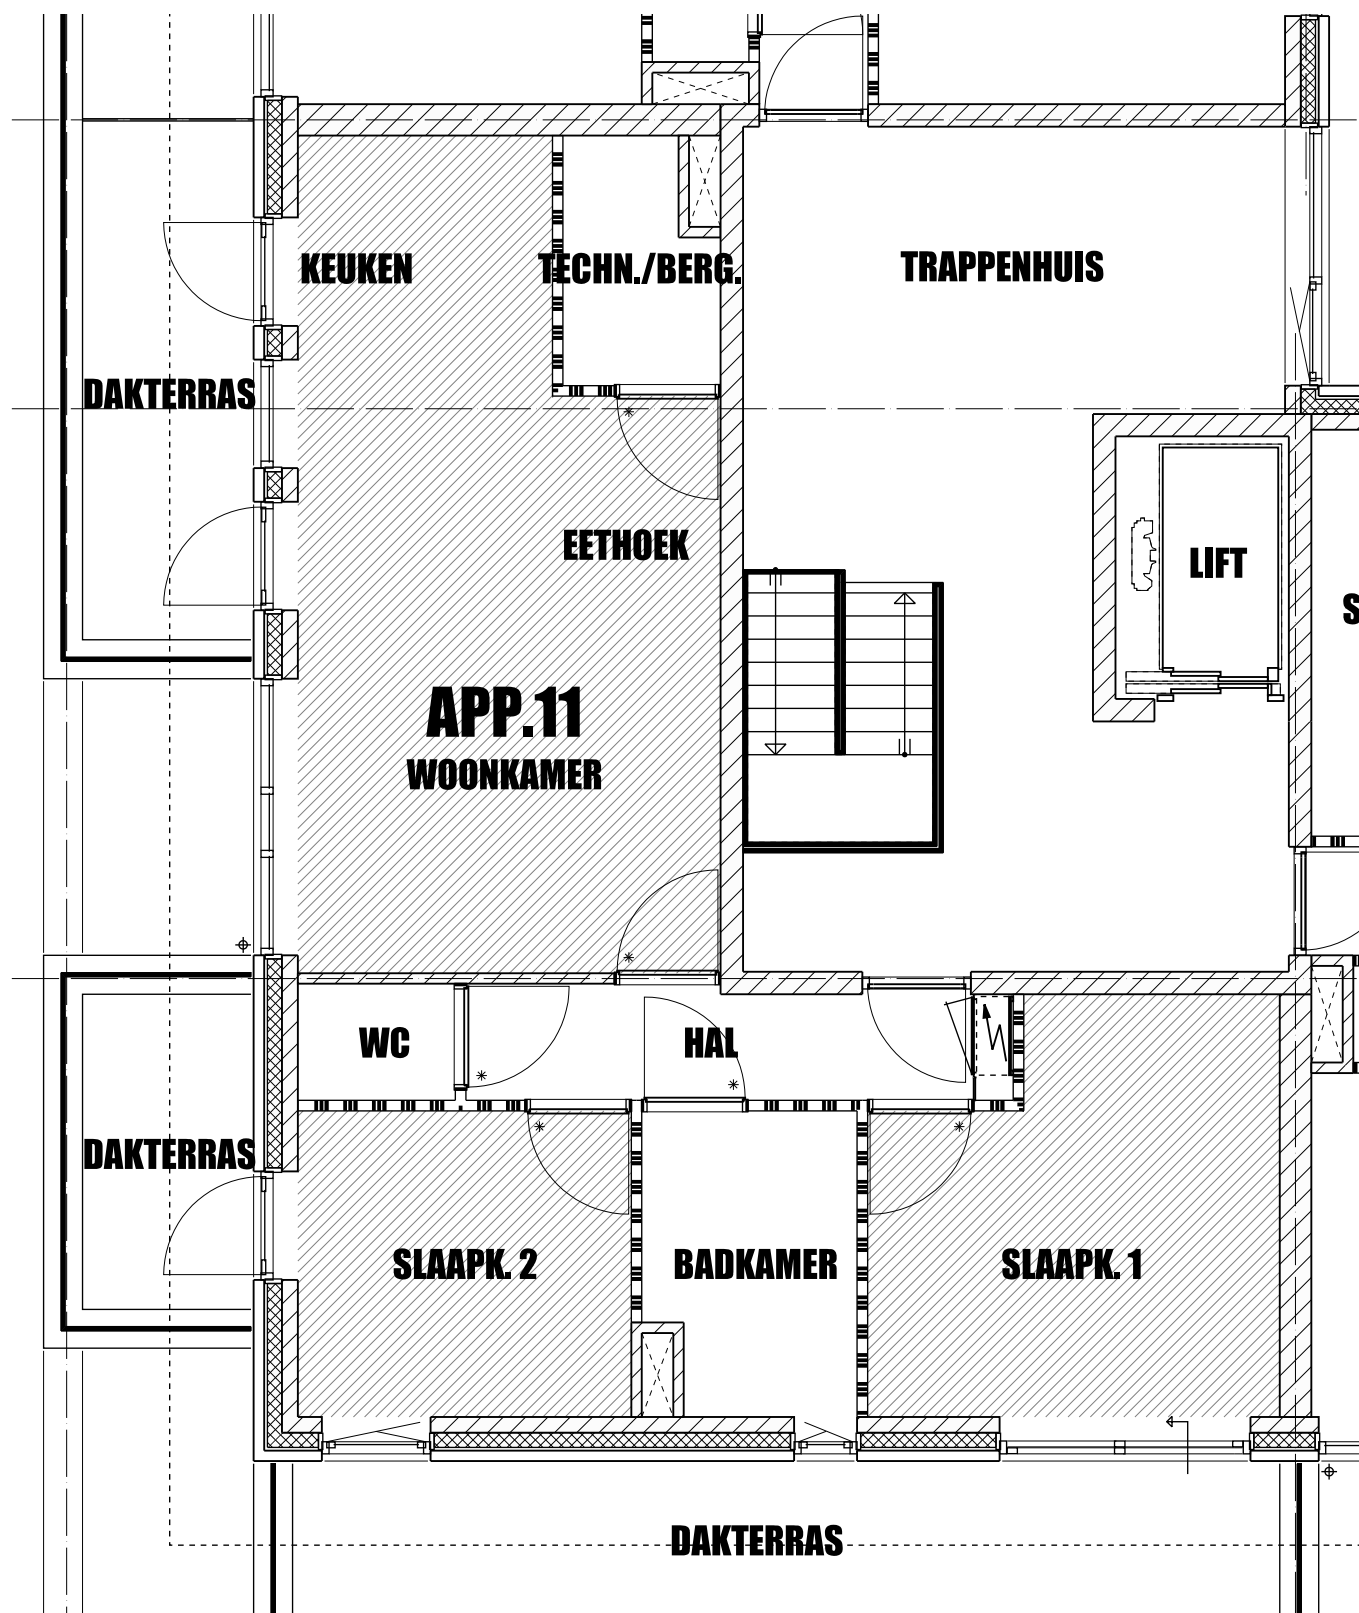 KEUKEN
TECHN./BERG.
TRAPPENHUIS
DAKTERRAS
EETHOEK
LIFT
S
APP.11
WOONKAMER
WC
HAL
DAKTERRAS
SLAAPK. 2
BADKAMER
SLAAPK. 1
DAKTERRAS